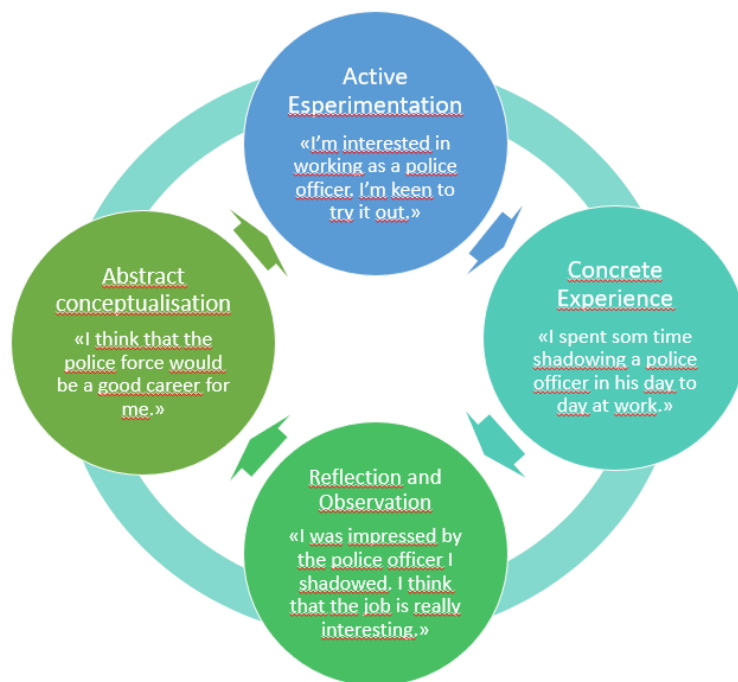 Active
Esperimentation
«I’m interested in
working as a police
officer. I’m keen to
try it out.»
Concrete
Experience
«I spent som time
shadowing a police
officer in his day to
day at work.»
Reflection and
Observation
«I was impressed by
the police officer I
shadowed. I think
that the job is really
interesting.»
Abstract
conceptualisation
«I think that the
police force would
be a good career for
me.»